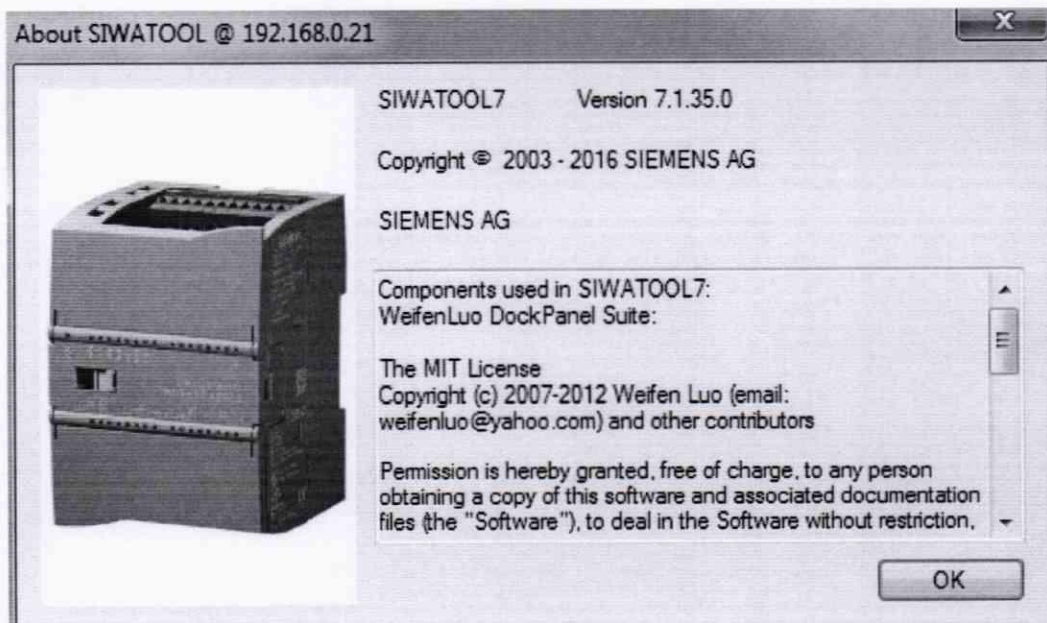 About SIWATOOL @ 192.168.0.21
SIWATOOL7 Version 7.1.35.0
Copyright © 2003 - 2016 SIEMENS AG
SIEMENS AG
Components used in SIWATOOL7:
WeifenLuo DockPanel Suite:
The MIT License
Copyright (c) 2007-2012 Weifen Luo (email:
weifenluo@yahoo.com) and other contributors
Permission is hereby granted, free of charge, to any person
obtaining a copy of this software and associated documentation
files (the "Software"), to deal in the Software without restriction,
OK